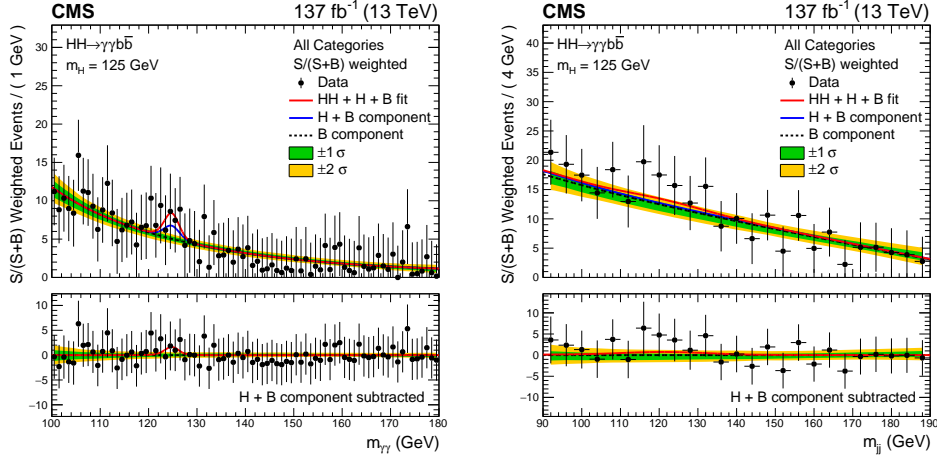 CMS 137 fb⁻¹ (13 TeV)
S/(S+B) Weighted Events / ( 1 GeV )
HH→γγbb̅
m_H = 125 GeV
All Categories
S/(S+B) weighted
Data
HH + H + B fit
H + B component
B component
±1 σ
±2 σ
30
25
20
15
10
5
0
10
5
0
−5
−10
H + B component subtracted
100 110 120 130 140 150 160 170 180
m_γγ (GeV)
CMS 137 fb⁻¹ (13 TeV)
S/(S+B) Weighted Events / ( 4 GeV )
HH→γγbb̅
m_H = 125 GeV
All Categories
S/(S+B) weighted
Data
HH + H + B fit
H + B component
B component
±1 σ
±2 σ
40
35
30
25
20
15
10
5
0
10
5
0
−5
−10
H + B component subtracted
90 100 110 120 130 140 150 160 170 180 190
m_jj (GeV)